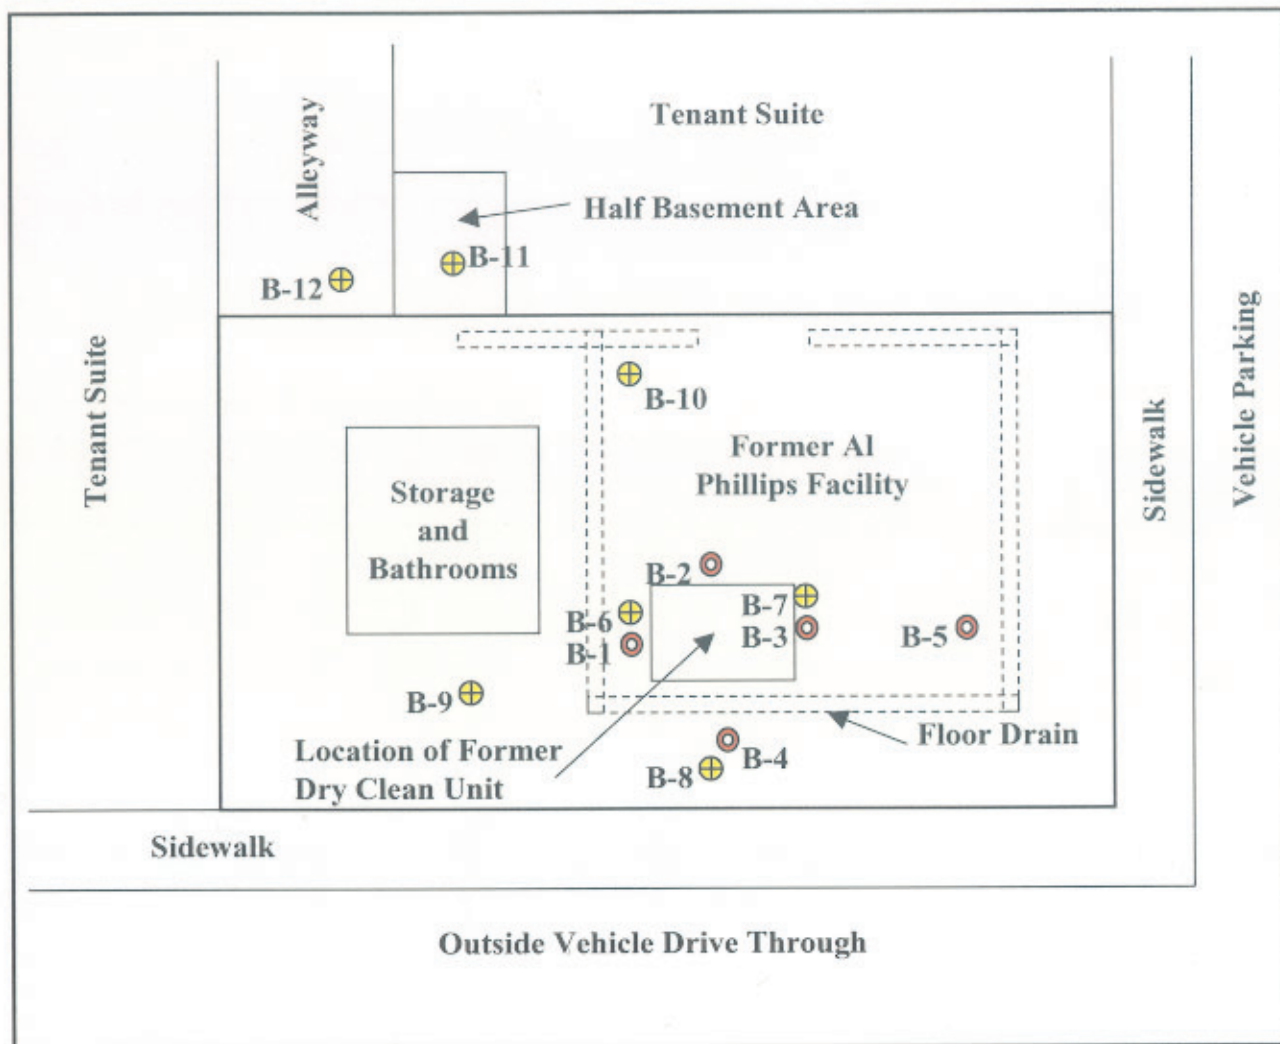 Tenant Suite
Alleyway
Half Basement Area
B-11
B-12
Tenant Suite
Vehicle Parking
Sidewalk
B-10
Former Al
Phillips Facility
Storage
and
Bathrooms
B-2
B-7
B-6
B-3
B-5
B-1
B-9
Floor Drain
Location of Former
Dry Clean Unit
B-4
B-8
Sidewalk
Outside Vehicle Drive Through